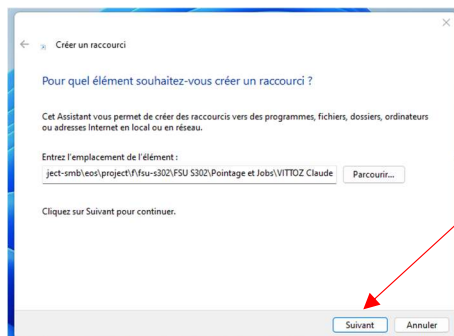 Créer un raccourci
Pour quel élément souhaitez-vous créer un raccourci ?
Cet Assistant vous permet de créer des raccourcis vers des programmes, fichiers, dossiers, ordinateurs
ou adresses Internet en local ou en réseau.
Entrez l'emplacement de l'élément :
ject-smb\eos\project\f\fsu-s302\FSU S302\Pointage et Jobs\VITTOZ Claude
Parcourir...
Cliquez sur Suivant pour continuer.
Suivant
Annuler